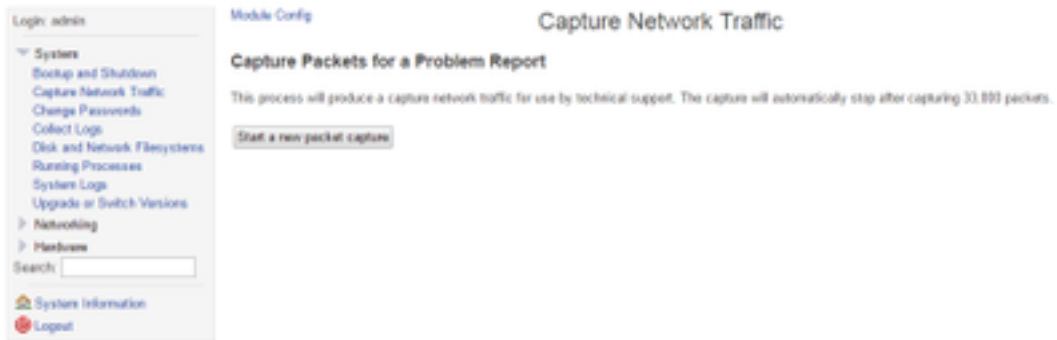 Login: admin
System
Bootup and Shutdown
Capture Network Traffic
Change Passwords
Collect Logs
Disk and Network Filesystems
Running Processes
System Logs
Upgrade or Switch Versions
Networking
Hardware
Search:
System Information
Logout
Module Config
Capture Network Traffic
Capture Packets for a Problem Report
This process will produce a capture network traffic for use by technical support. The capture will automatically stop after capturing packets.
Start a new packet capture